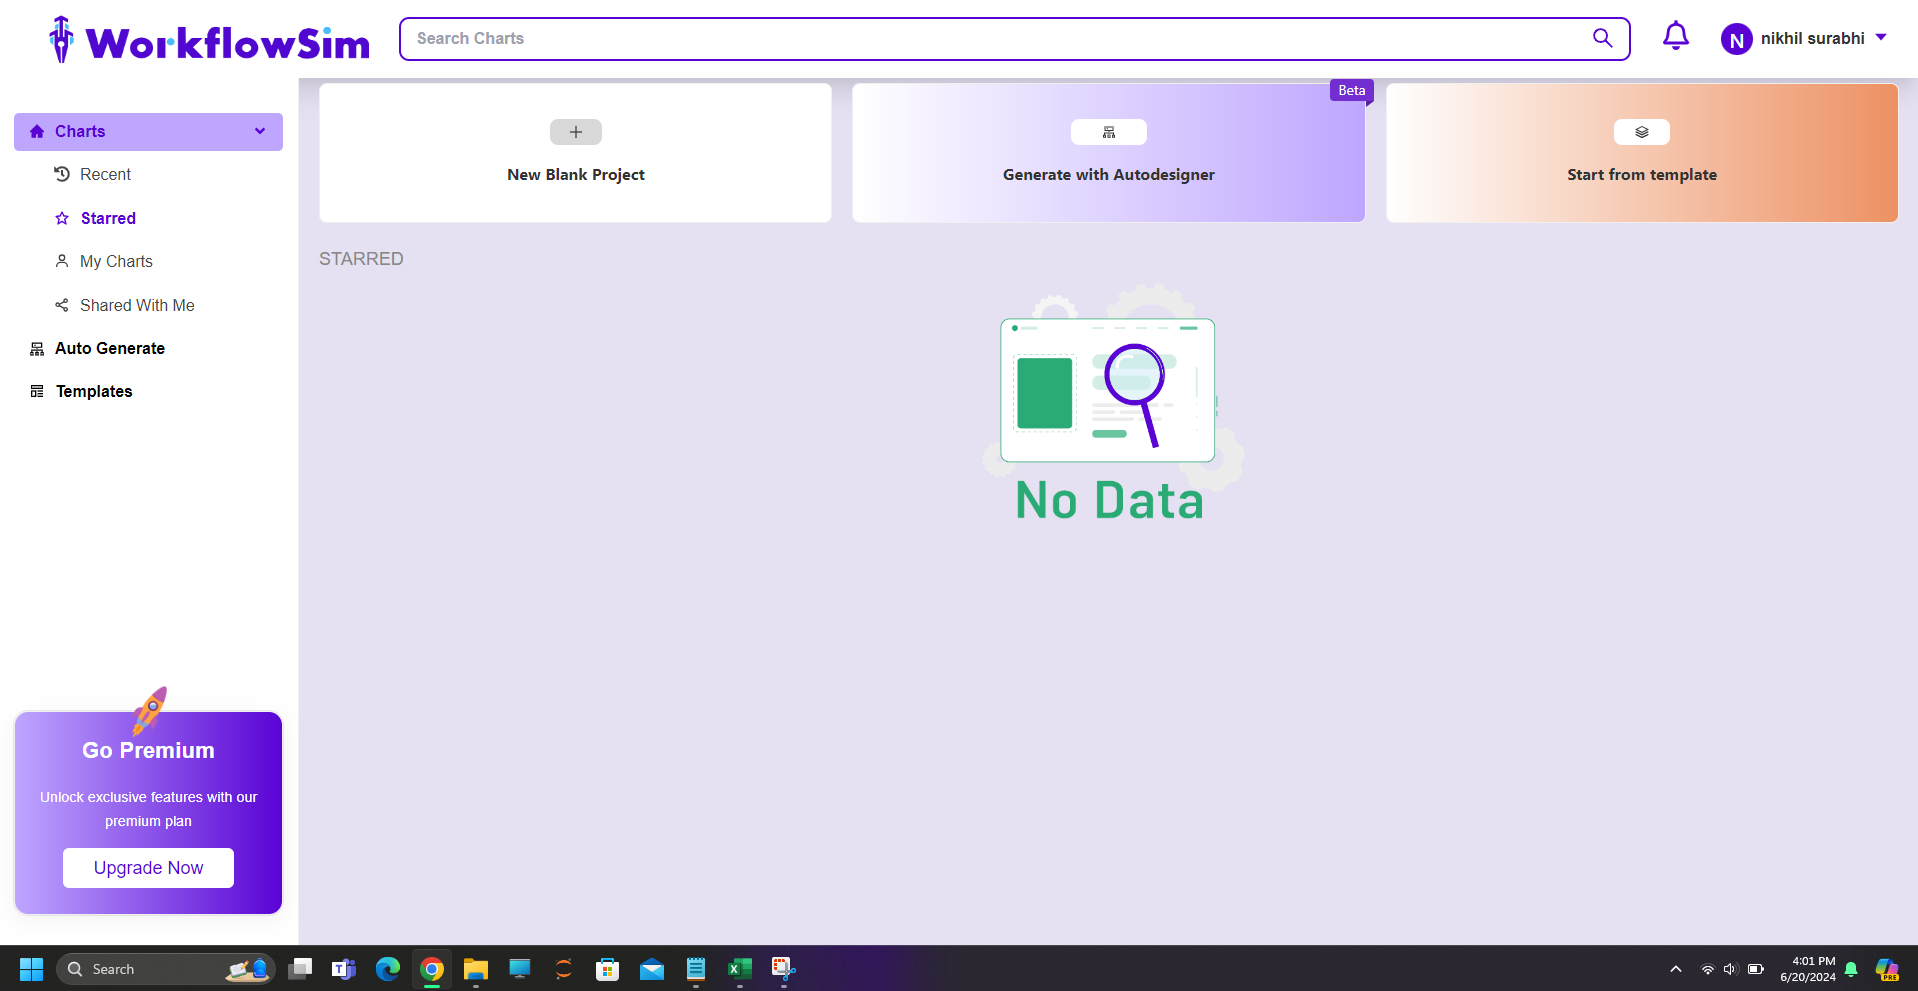 WorkflowSim
Search Charts
N
nikhil surabhi
Charts
Recent
Starred
My Charts
Shared With Me
Auto Generate
Templates
New Blank Project
Beta
Generate with Autodesigner
Start from template
STARRED
No Data
Go Premium
Unlock exclusive features with our
premium plan
Upgrade Now
Search
4:01 PM
6/20/2024
PRE